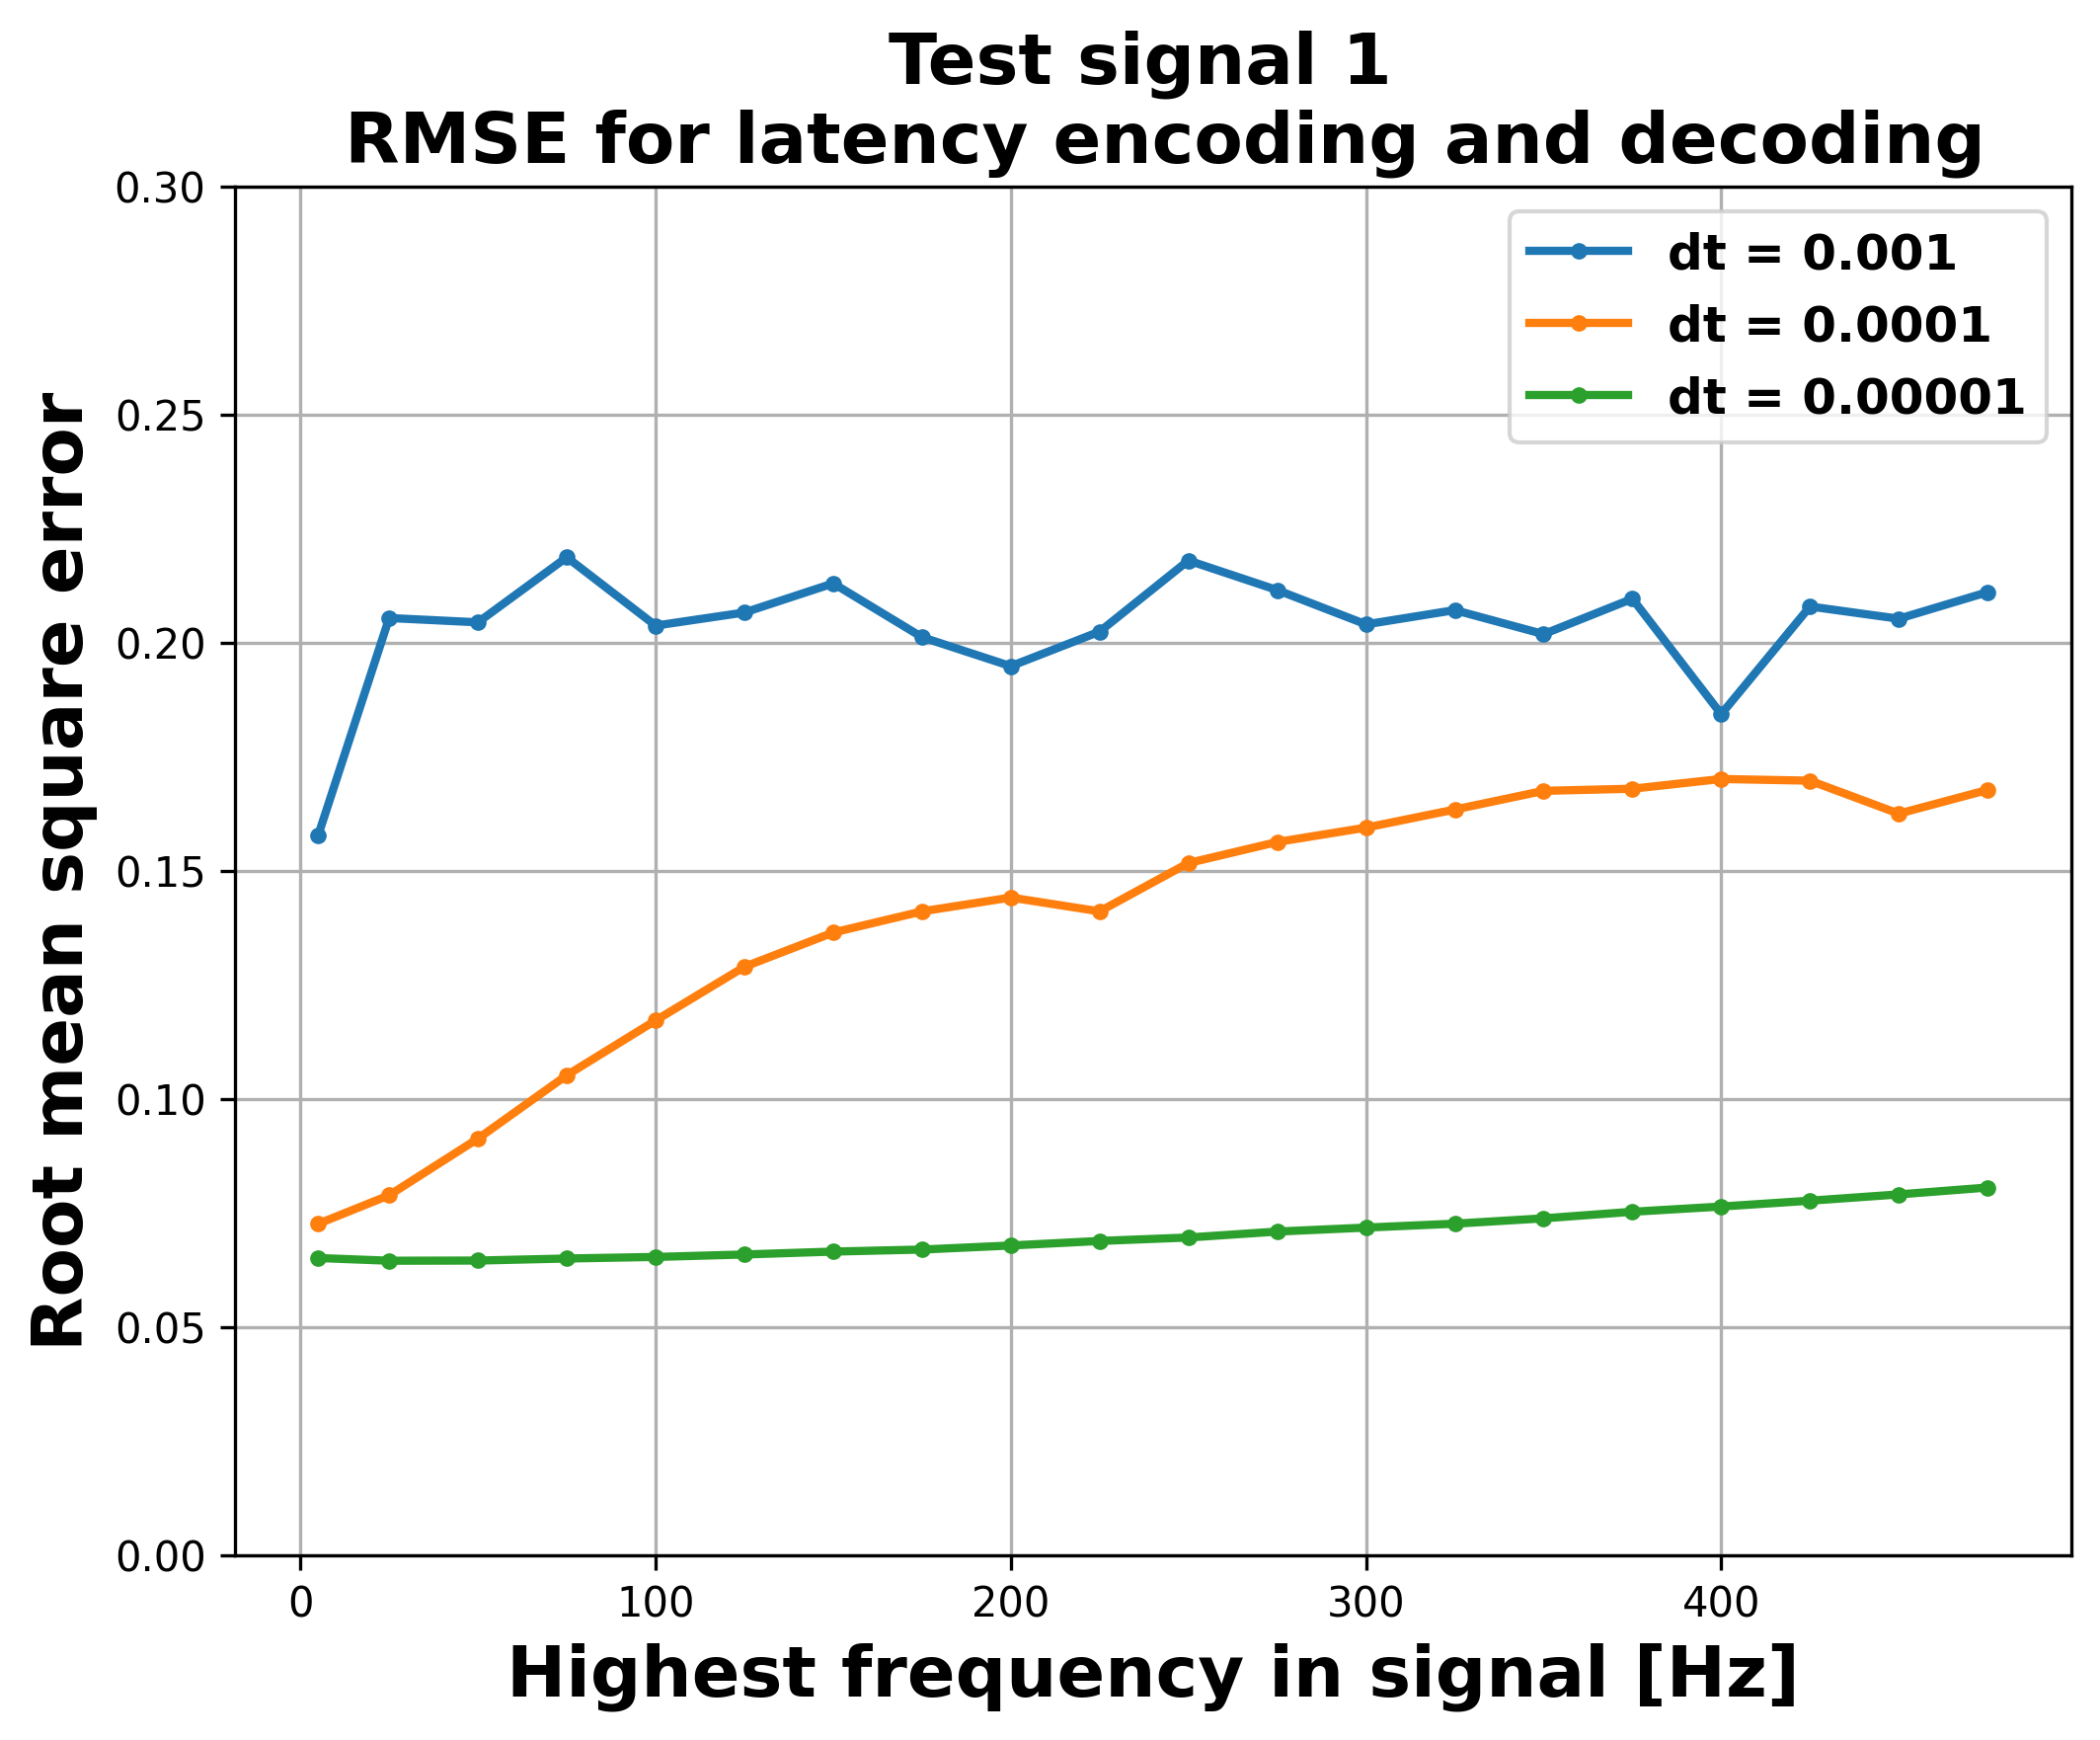 Test signal 1
RMSE for latency encoding and decoding
0.30
0.25
0.20
0.15
0.10
0.05
0.00
Root mean square error
dt = 0.001
dt = 0.0001
dt = 0.00001
0 100 200 300 400
Highest frequency in signal [Hz]